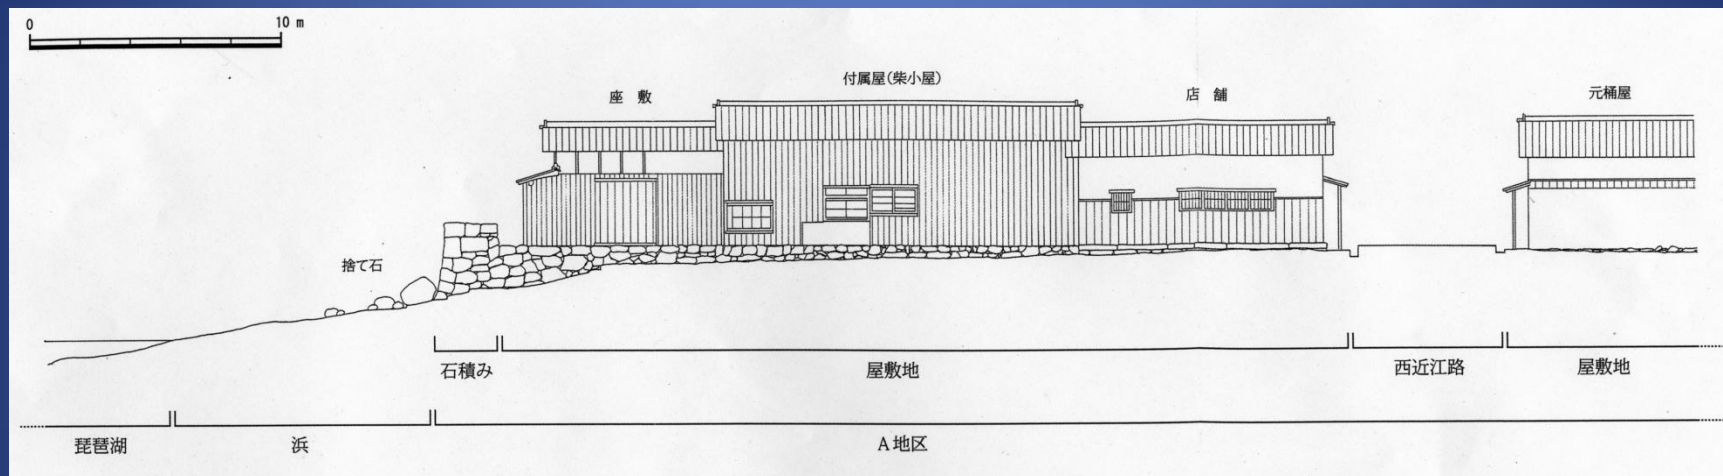 0 10 m
付属屋(柴小屋)
座敷
店舗
元桶屋
捨て石
石積み
屋敷地
西近江路
屋敷地
琵琶湖
浜
A地区